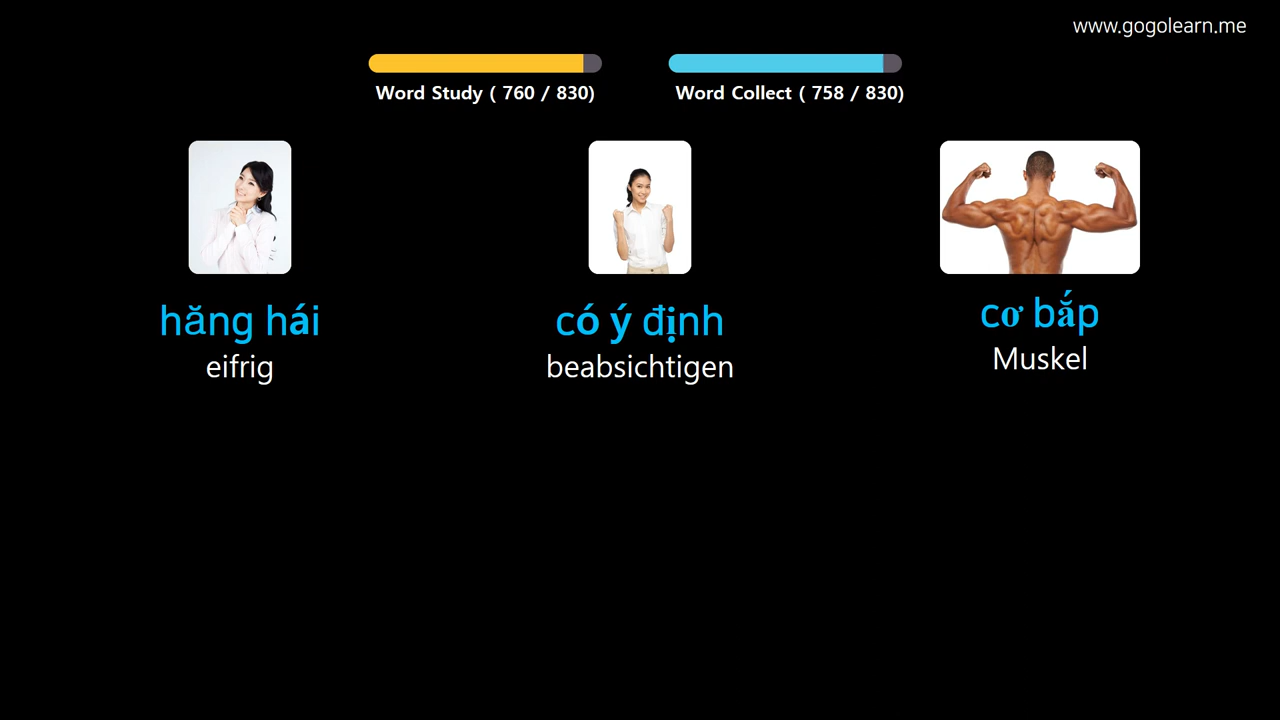 www.gogolearn.me
Word Study ( 760 / 830)
Word Collect ( 758 / 830)
hăng hái
eifrig
có ý định
beabsichtigen
cơ bắp
Muskel